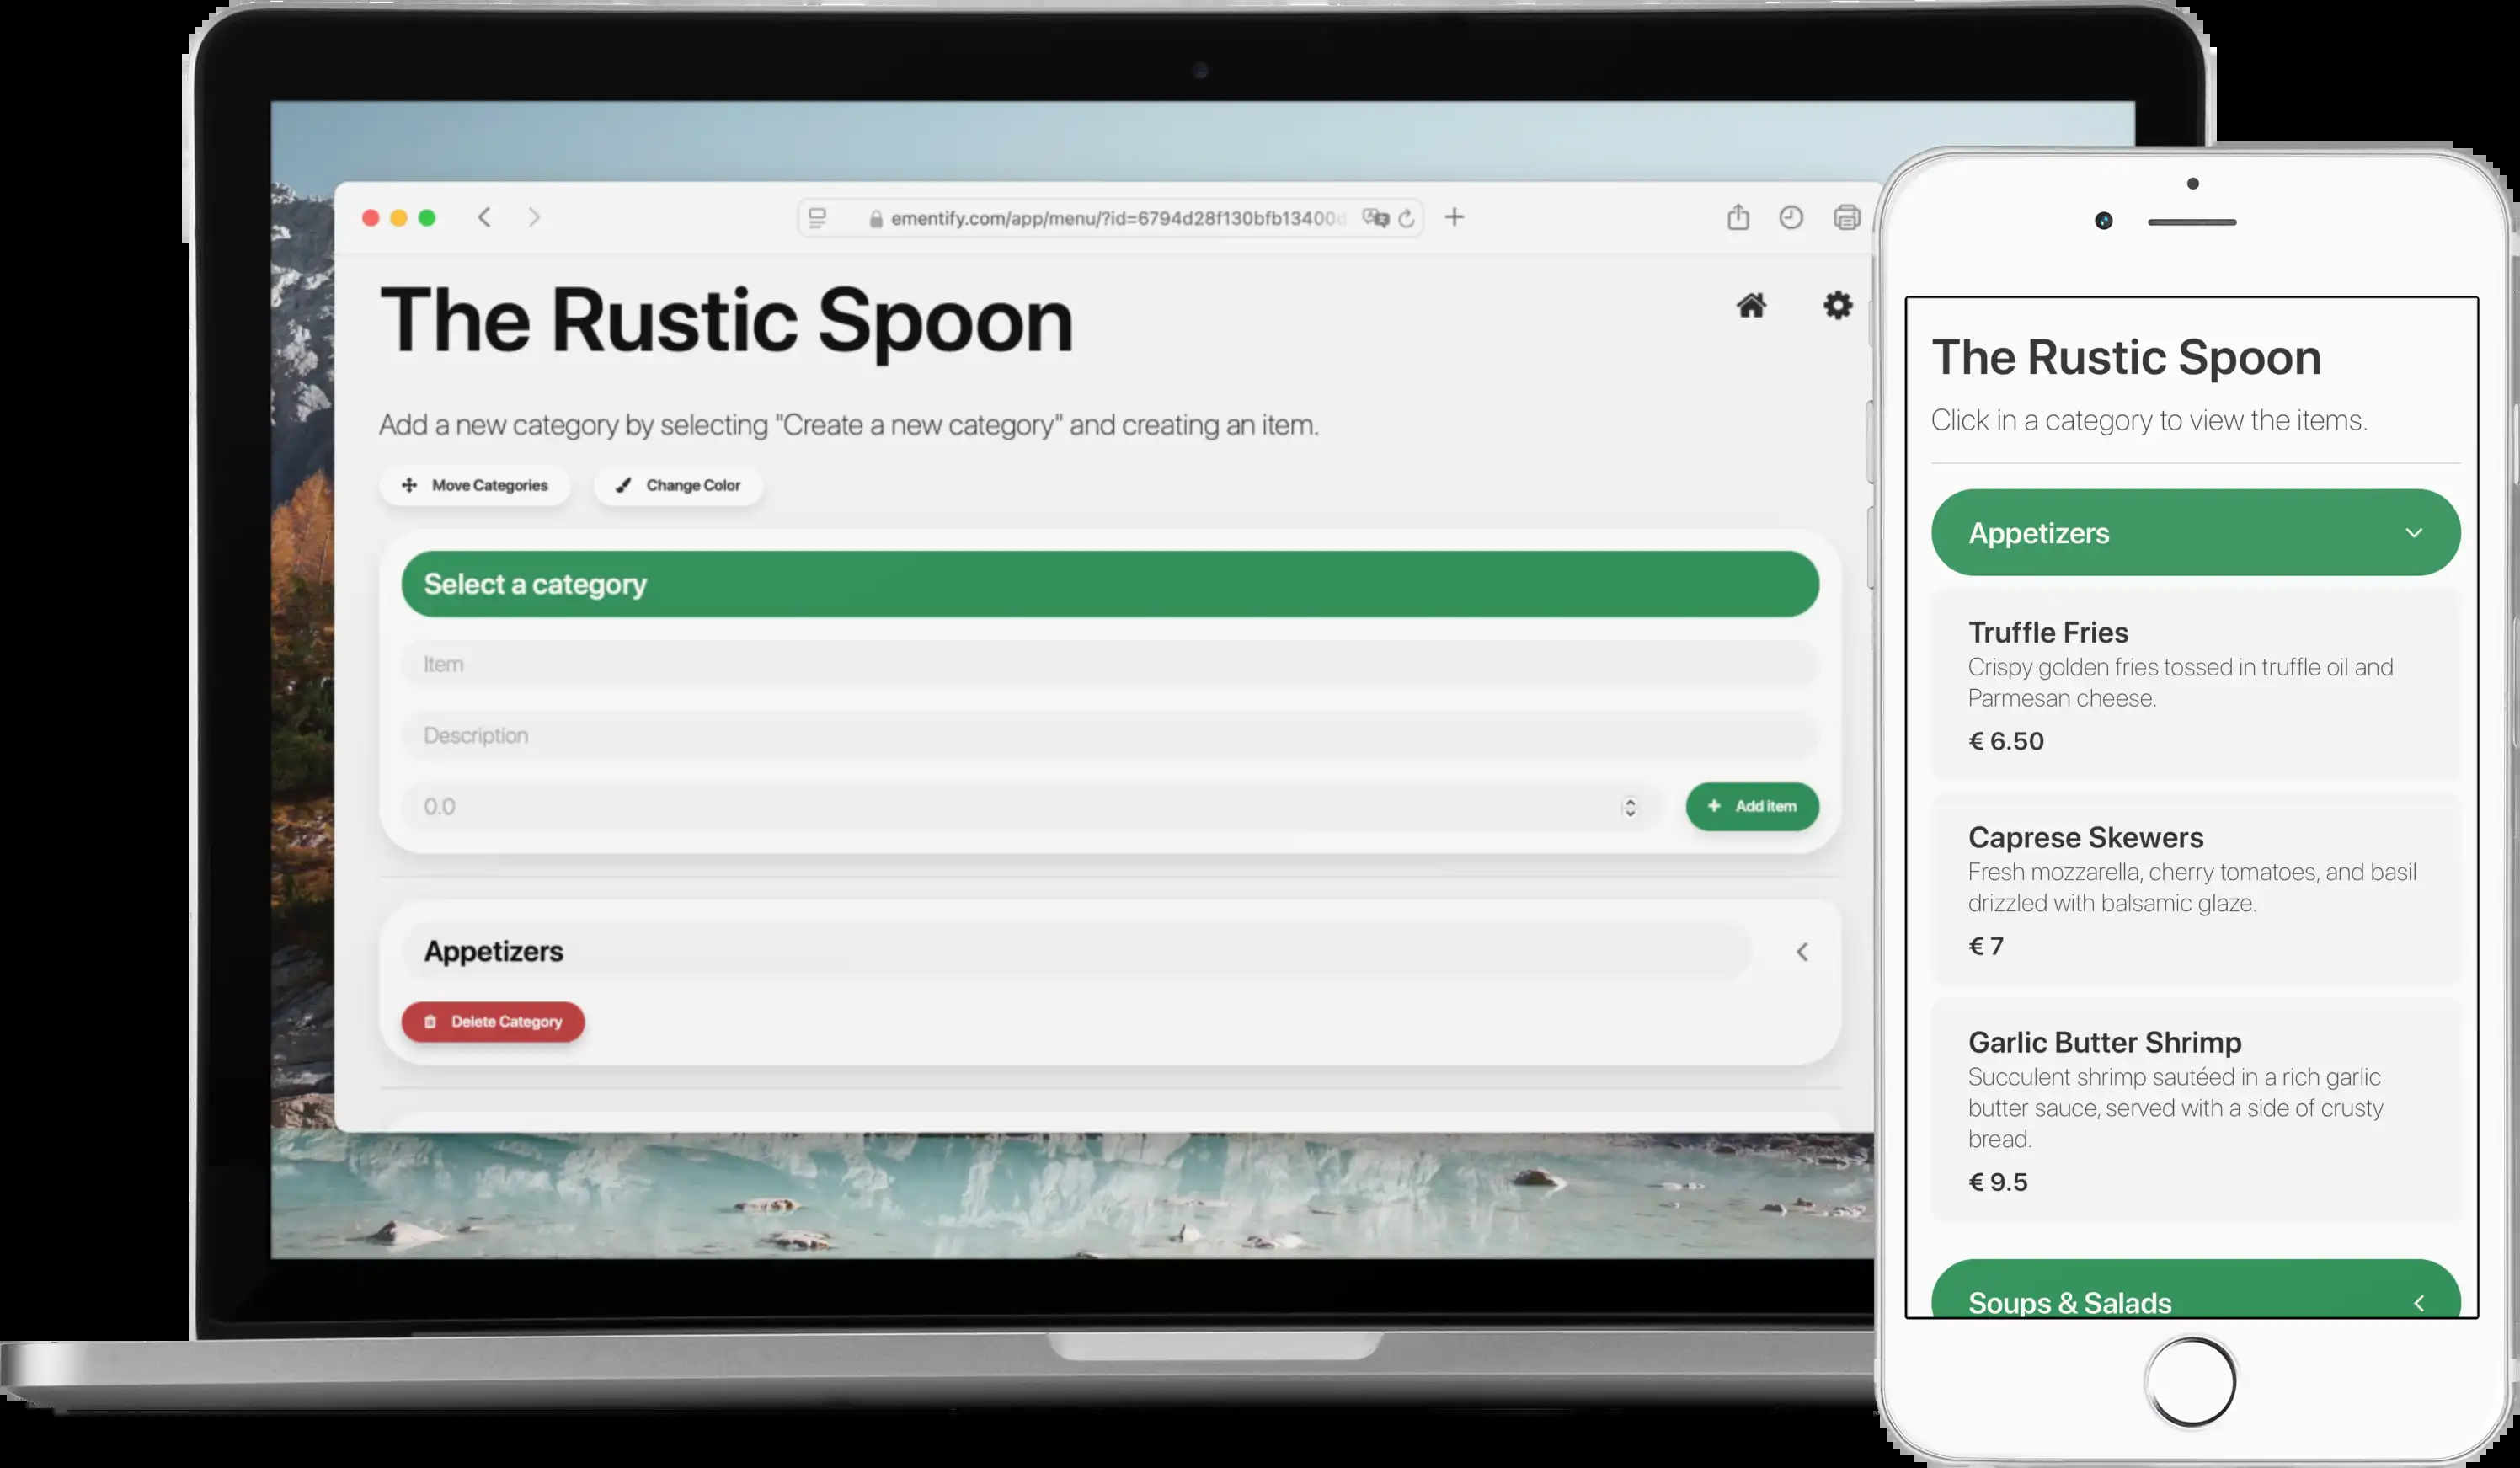 ementify.com/app/menu/?id=6794d28f130bfb13400
The Rustic Spoon
Add a new category by selecting "Create a new category" and creating an item.
Move Categories
Change Color
Select a category
Item
Description
0.0
Add item
Appetizers
Delete Category
The Rustic Spoon
Click in a category to view the items.
Appetizers
Truffle Fries
Crispy golden fries tossed in truffle oil and
Parmesan cheese.
€ 6.50
Caprese Skewers
Fresh mozzarella, cherry tomatoes, and basil
drizzled with balsamic glaze.
€ 7
Garlic Butter Shrimp
Succulent shrimp sautéed in a rich garlic
butter sauce, served with a side of crusty
bread.
€ 9.5
Soups & Salads